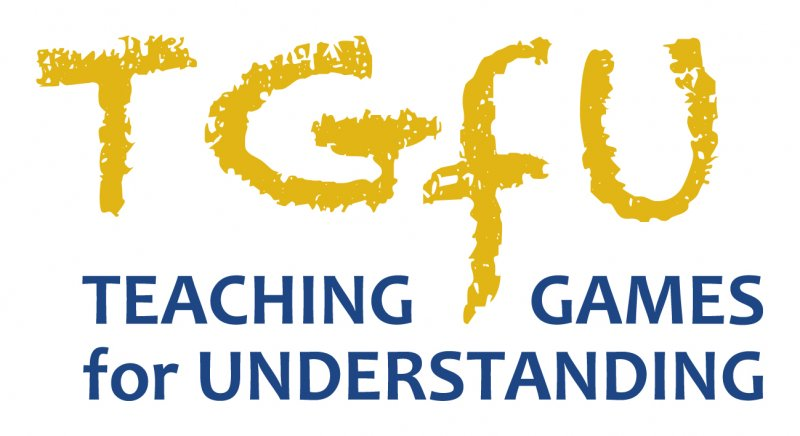 TGfU
TEACHING GAMES
for UNDERSTANDING